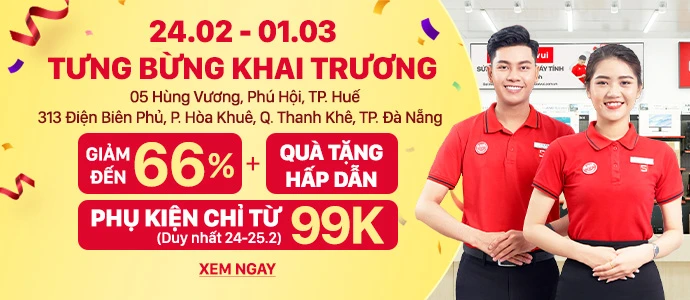 24.02 - 01.03
TƯNG BỪNG KHAI TRƯƠNG
05 Hùng Vương, Phú Hội, TP. Huế
313 Điện Biên Phủ, P. Hòa Khuê, Q. Thanh Khê, TP. Đà Nẵng
GIẢM ĐẾN 66% + QUÀ TẶNG HẤP DẪN
PHỤ KIỆN CHỈ TỪ 99K
(Duy nhất 24-25.2)
XEM NGAY
vui